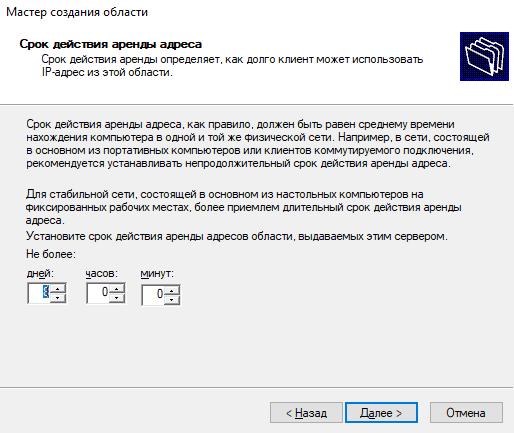 Мастер создания области
Срок действия аренды адреса
Срок действия аренды определяет, как долго клиент может использовать
IP-адрес из этой области.
Срок действия аренды адреса, как правило, должен быть равен среднему времени
нахождения компьютера в одной и той же физической сети. Например, в сети, состоящей
в основном из портативных компьютеров или клиентов коммутируемого подключения,
рекомендуется устанавливать непродолжительный срок действия аренды адреса.
Для стабильной сети, состоящей в основном из настольных компьютеров на
фиксированных рабочих местах, более приемлем длительный срок действия аренды
адреса.
Установите срок действия аренды адресов области, выдаваемых этим сервером.
Не более:
дней: часов: минут:
8 0 0
< Назад Далее > Отмена